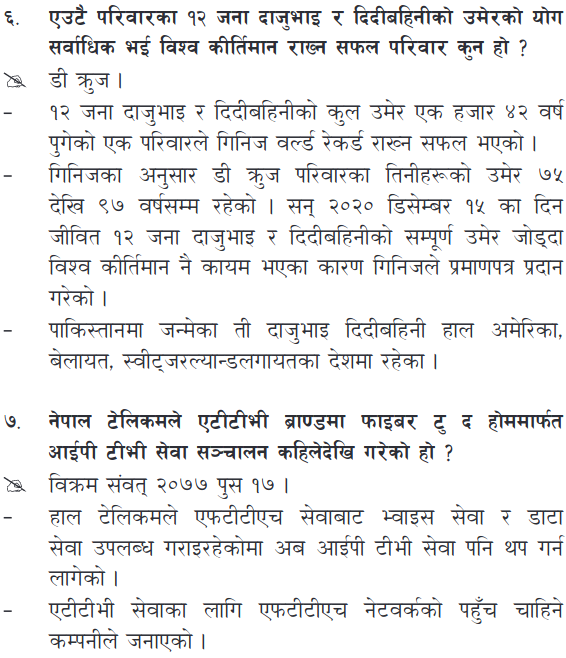 ६. एउटै परिवारका १२ जना दाजुभाइ र दिदीबहिनीको उमेरको योग
सर्वाधिक भई विश्व कीर्तिमान राख्न सफल परिवार कुन हो ?
डी क्रुज ।
– १२ जना दाजुभाइ र दिदीबहिनीको कुल उमेर एक हजार ४२ वर्ष
पुगेको एक परिवारले गिनिज वर्ल्ड रेकर्ड राख्न सफल भएको ।
– गिनिजका अनुसार डी क्रुज परिवारका तिनीहरूको उमेर ७५
देखि ९७ वर्षसम्म रहेको । सन् २०२० डिसेम्बर १५ का दिन
जीवित १२ जना दाजुभाइ र दिदीबहिनीको सम्पूर्ण उमेर जोड्दा
विश्व कीर्तिमान नै कायम भएका कारण गिनिजले प्रमाणपत्र प्रदान
गरेको ।
– पाकिस्तानमा जन्मेका ती दाजुभाइ दिदीबहिनी हाल अमेरिका,
बेलायत, स्वीट्जरल्यान्डलगायतका देशमा रहेका ।
७. नेपाल टेलिकमले एटीटीभी ब्राण्डमा फाइबर टु द होममार्फत
आईपी टीभी सेवा सञ्चालन कहिलेदेखि गरेको हो ?
विक्रम संवत् २०७७ पुस १७ ।
– हाल टेलिकमले एफटीटीएच सेवाबाट भ्वाइस सेवा र डाटा
सेवा उपलब्ध गराइरहेकोमा अब आईपी टीभी सेवा पनि थप गर्न
लागेको ।
– एटीटीभी सेवाका लागि एफटीटीएच नेटवर्कको पहुँच चाहिने
कम्पनीले जनाएको ।